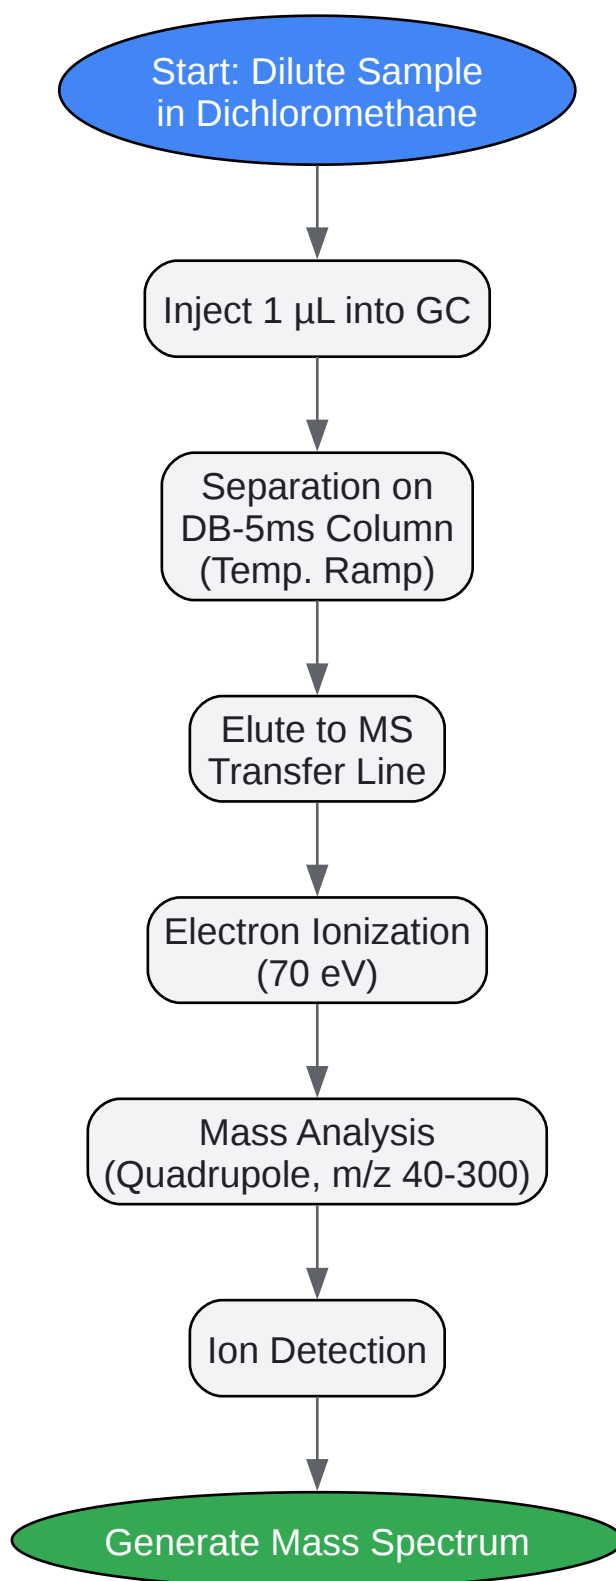 Start: Dilute Sample
in Dichloromethane
Inject 1 µL into GC
Separation on
DB-5ms Column
(Temp. Ramp)
Elute to MS
Transfer Line
Electron Ionization
(70 eV)
Mass Analysis
(Quadrupole, m/z 40-300)
Ion Detection
Generate Mass Spectrum